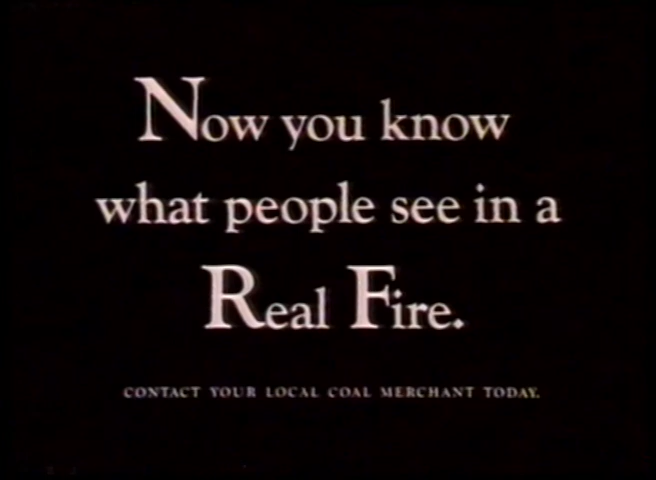 Now you know
what people see in a
Real Fire.
CONTACT YOUR LOCAL COAL MERCHANT TODAY.